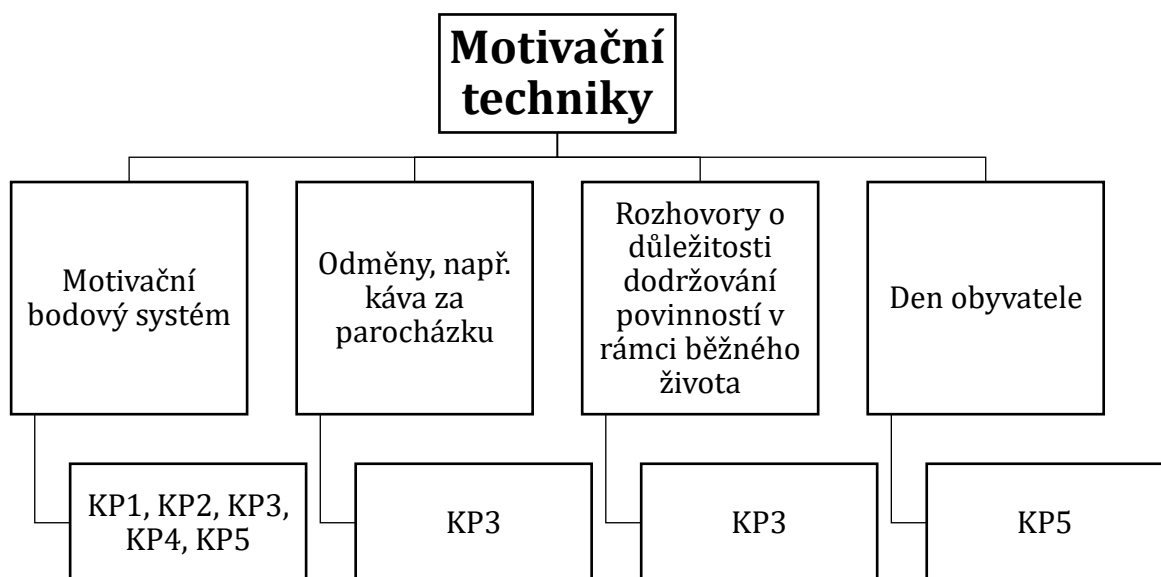 Motivační
techniky
Motivační
bodový systém
Odměny, např.
káva za
parocházku
Rozhovory o
důležitosti
dodržování
povinností v
rámci běžného
života
Den obyvatele
KP1, KP2, KP3,
KP4, KP5
KP3
KP3
KP5